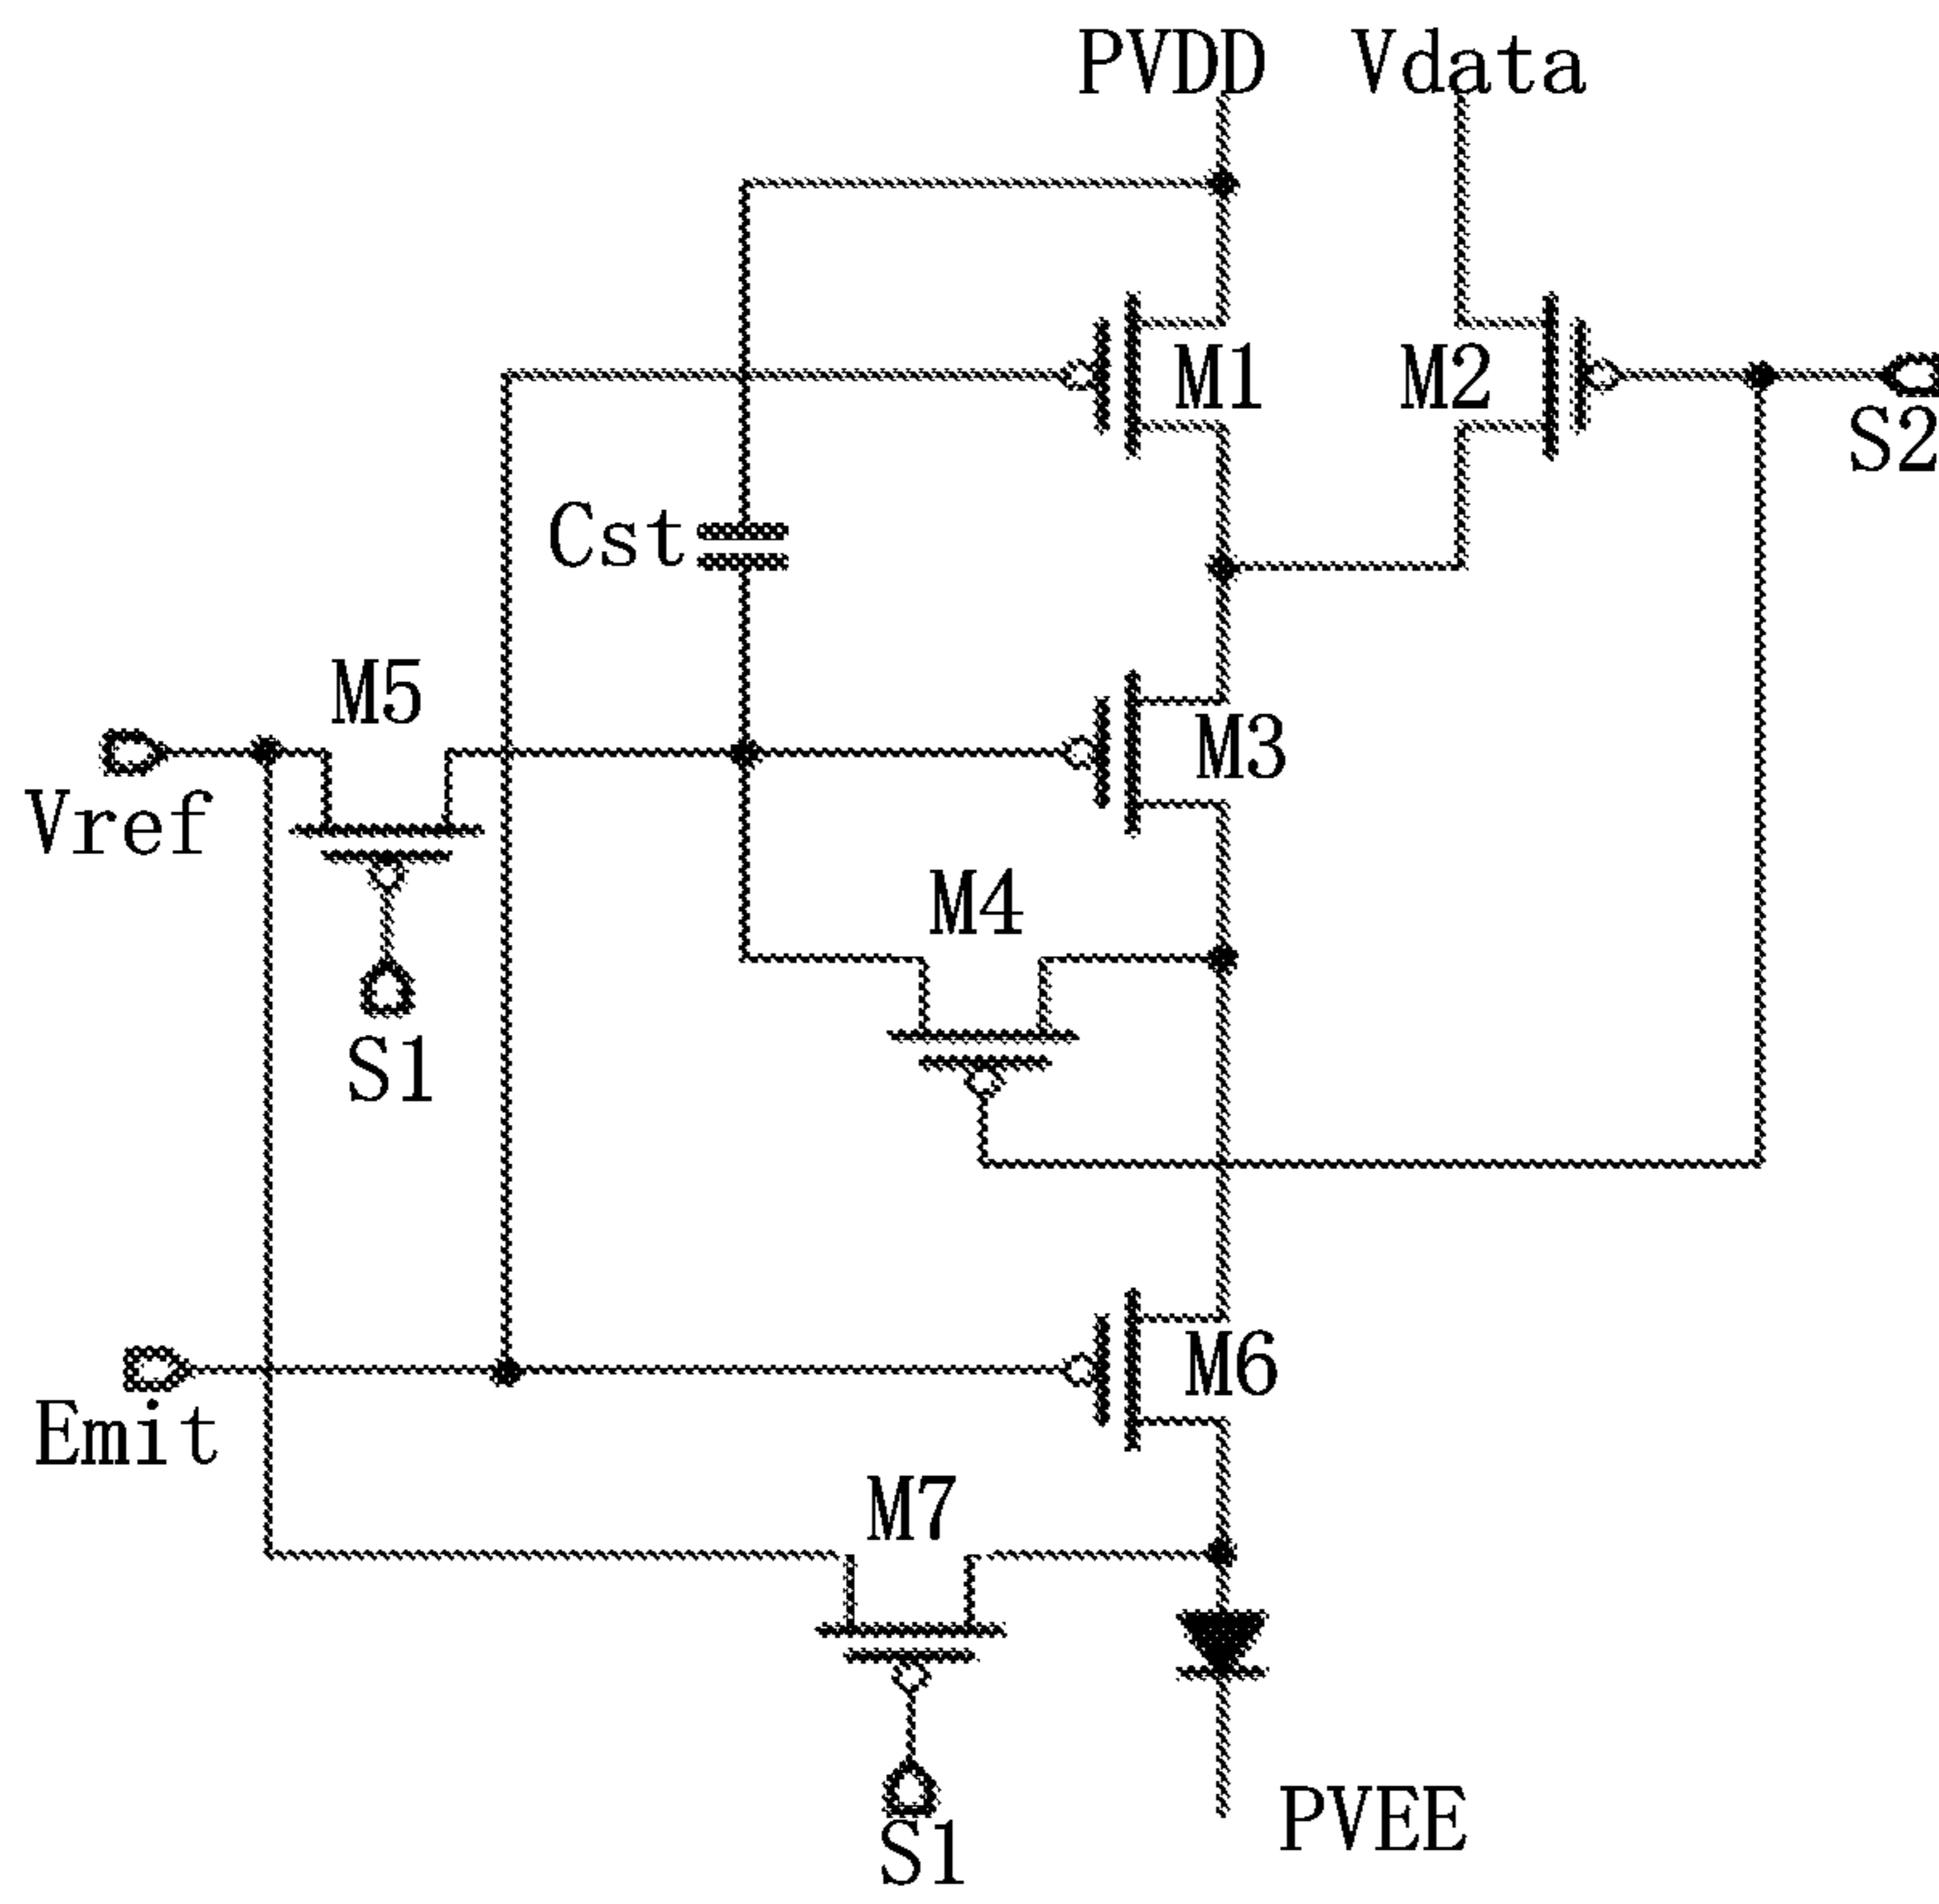 PVDD Vdata
M1 M2
S2
Cst
M5
M3
Vref
M4
S1
M6
Emit
M7
PVEE
S1